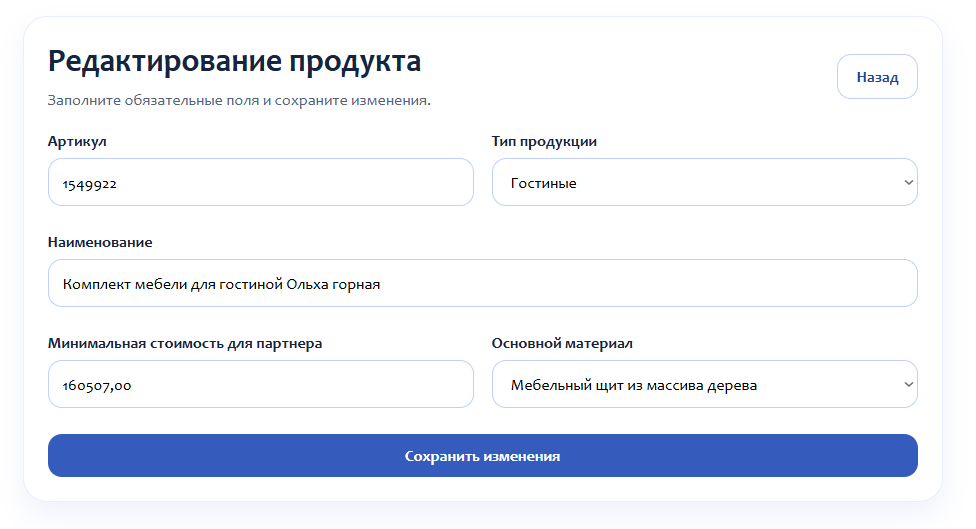 Редактирование продукта
Назад
Заполните обязательные поля и сохраните изменения.
Артикул
Тип продукции
1549922
Гостиные
Наименование
Комплект мебели для гостиной Ольха горная
Минимальная стоимость для партнера
Основной материал
160507,00
Мебельный щит из массива дерева
Сохранить изменения